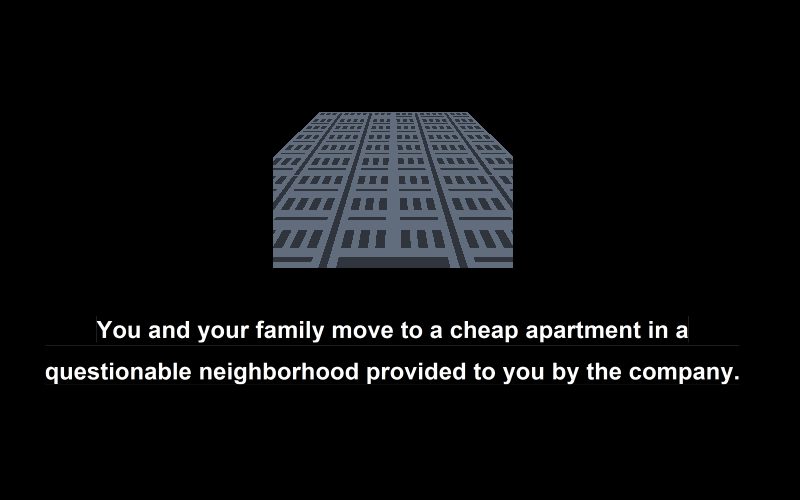 You and your family move to a cheap apartment in a
questionable neighborhood provided to you by the company.